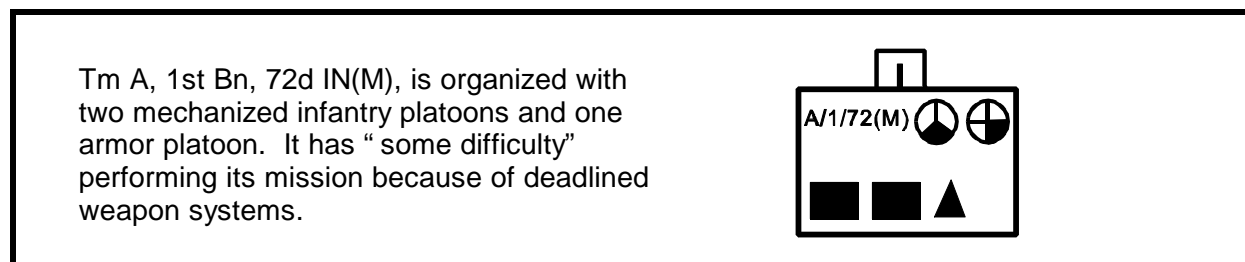 Tm A, 1st Bn, 72d IN(M), is organized with
two mechanized infantry platoons and one
armor platoon. It has “ some difficulty”
performing its mission because of deadlined
weapon systems.
A/1/72(M)